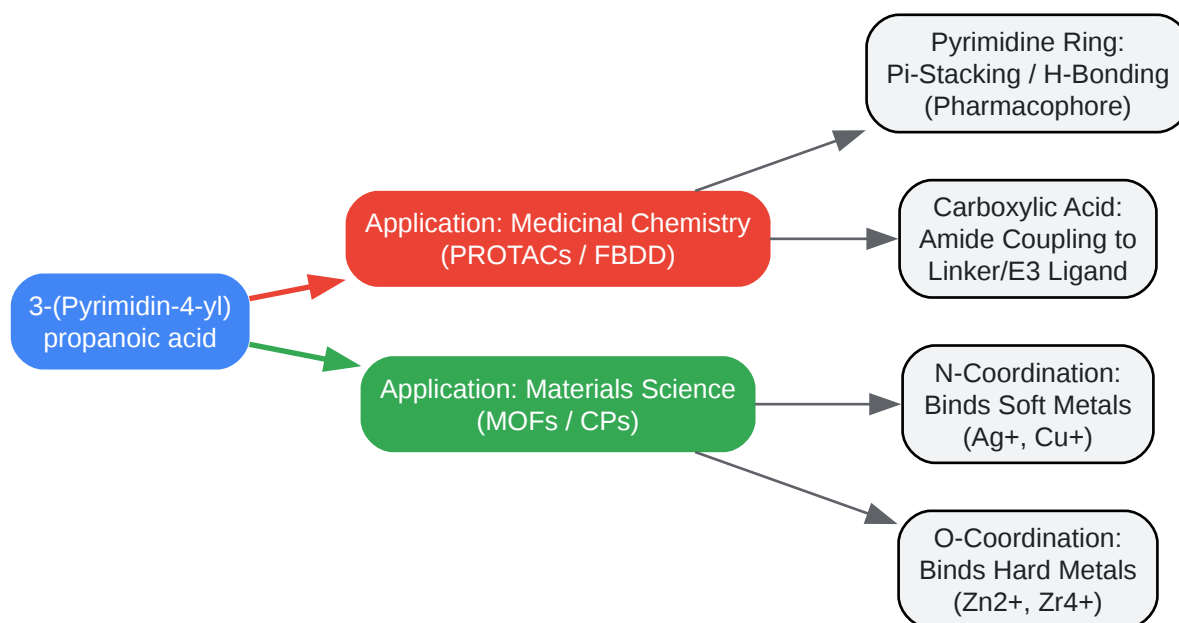 3-(Pyrimidin-4-yl)
propanoic acid
Application: Medicinal Chemistry
(PROTACs / FBDD)
Application: Materials Science
(MOFs / CPs)
Pyrimidine Ring:
Pi-Stacking / H-Bonding
(Pharmacophore)
Carboxylic Acid:
Amide Coupling to
Linker/E3 Ligand
N-Coordination:
Binds Soft Metals
(Ag+, Cu+)
O-Coordination:
Binds Hard Metals
(Zn2+, Zr4+)